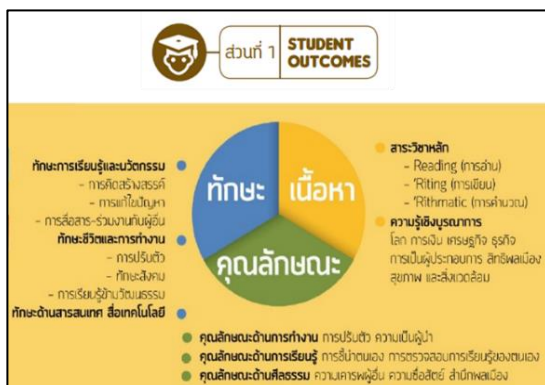 ส่วนที่ 1
STUDENT
OUTCOMES
ทักษะการเรียนรู้และนวัตกรรม
- การคิดสร้างสรรค์
- การแก้ไขปัญหา
- การสื่อสาร-ร่วมงานกับผู้อื่น
ทักษะชีวิตและการทำงาน
- การปรับตัว
- ทักษะสังคม
- การเรียนรู้ข้ามวัฒนธรรม
ทักษะด้านสารสนเทศ สื่อเทคโนโลยี
ทักษะ
เนื้อหา
คุณลักษณะ
สาระวิชาหลัก
- Reading (การอ่าน)
- 'Riting (การเขียน)
- 'Rithmatic (การคำนวณ)
ความรู้เชิงบูรณาการ
โลก การเงิน เศรษฐกิจ ธุรกิจ
การเป็นผู้ประกอบการ สิทธิพลเมือง
สุขภาพ และสิ่งแวดล้อม
คุณลักษณะด้านการทำงาน การปรับตัว ความเป็นผู้นำ
คุณลักษณะด้านการเรียนรู้ การชี้นำตนเอง การตรวจสอบการเรียนรู้ของตนเอง
คุณลักษณะด้านศีลธรรม ความเคารพผู้อื่น ความซื่อสัตย์ สำนึกพลเมือง